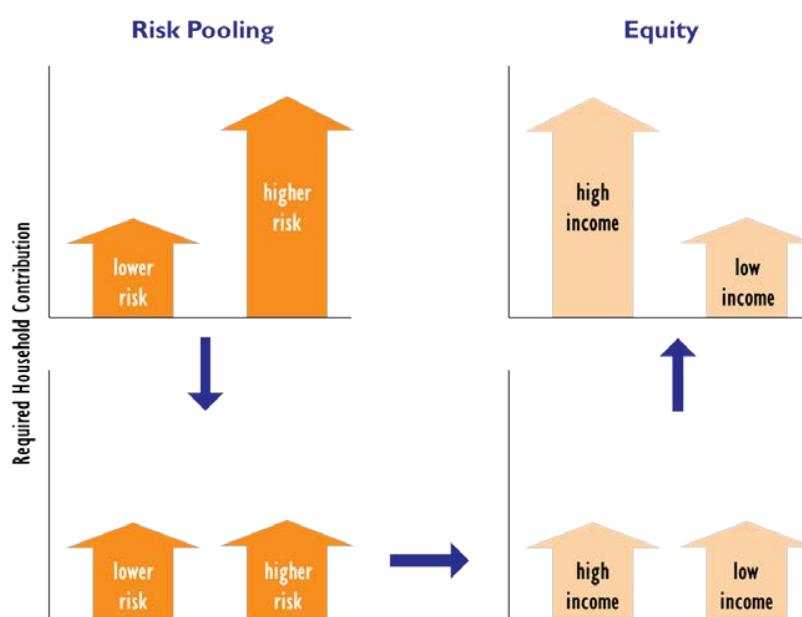 Risk Pooling
Equity
Required Household Contribution
lower
risk
higher
risk
high
income
low
income
lower
risk
higher
risk
high
income
low
income